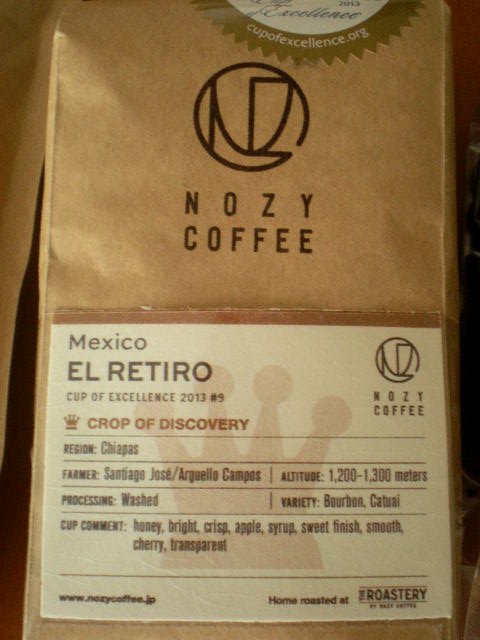 2013
of Excellence
cupofexcellence.org
NOZY
COFFEE
Mexico
EL RETIRO
CUP OF EXCELLENCE 2013 #9
NOZY
COFFEE
CROP OF DISCOVERY
REGION: Chiapas
FARMER: Santiago José/Arguello Campos | ALTITUDE: 1,200-1,300 meters
PROCESSING: Washed | VARIETY: Bourbon, Catuai
CUP COMMENT: honey, bright, crisp, apple, syrup, sweet finish, smooth,
cherry, transparent
www.nozycoffee.jp Home roasted at THE ROASTERY
BY NOZY COFFEE